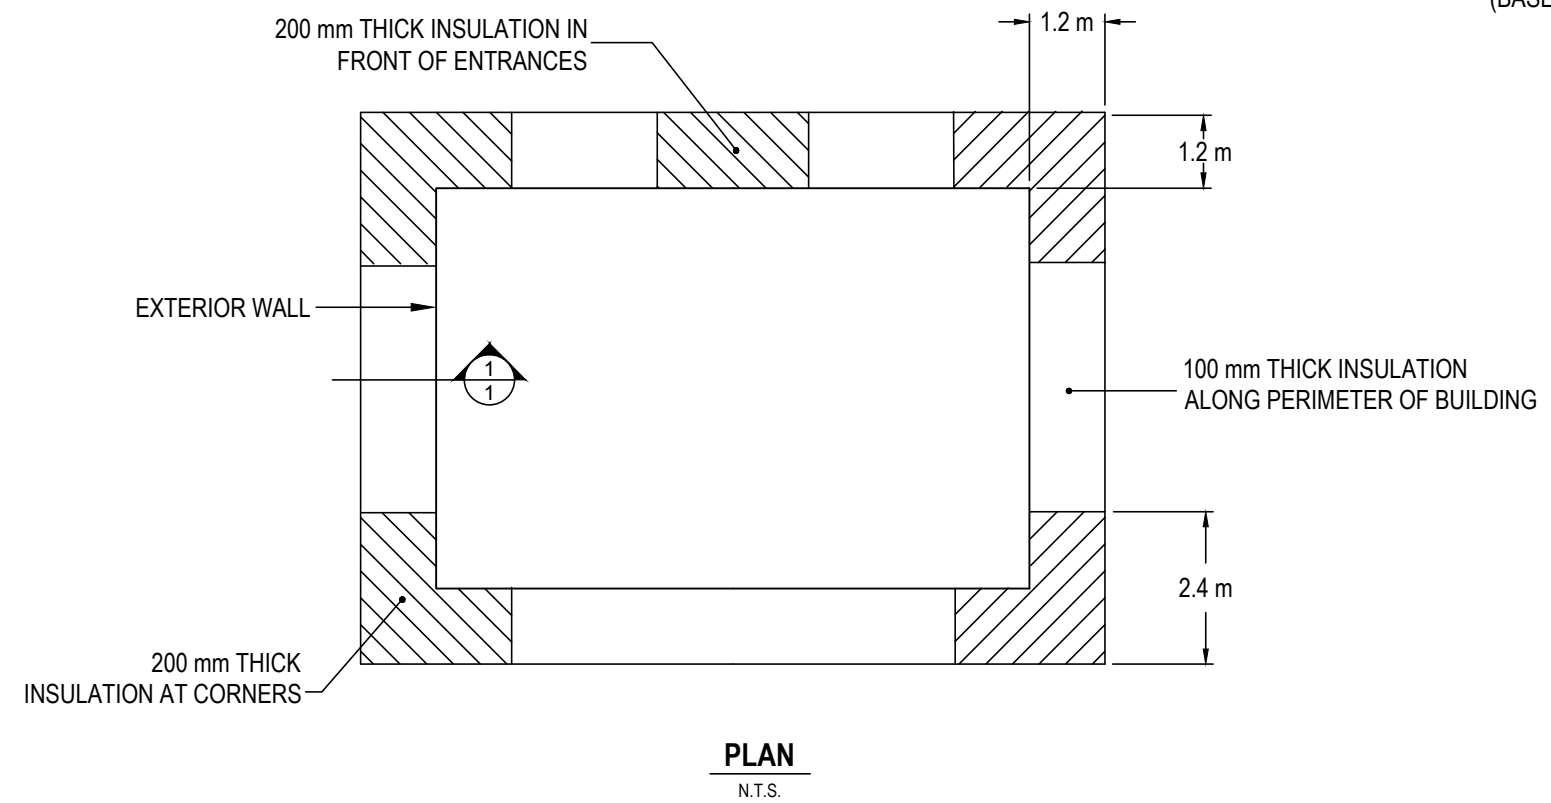 (BASE
1.2 m
200 mm THICK INSULATION IN
FRONT OF ENTRANCES
1.2 m
EXTERIOR WALL
1
1
100 mm THICK INSULATION
ALONG PERIMETER OF BUILDING
2.4 m
200 mm THICK
INSULATION AT CORNERS
PLAN
N.T.S.